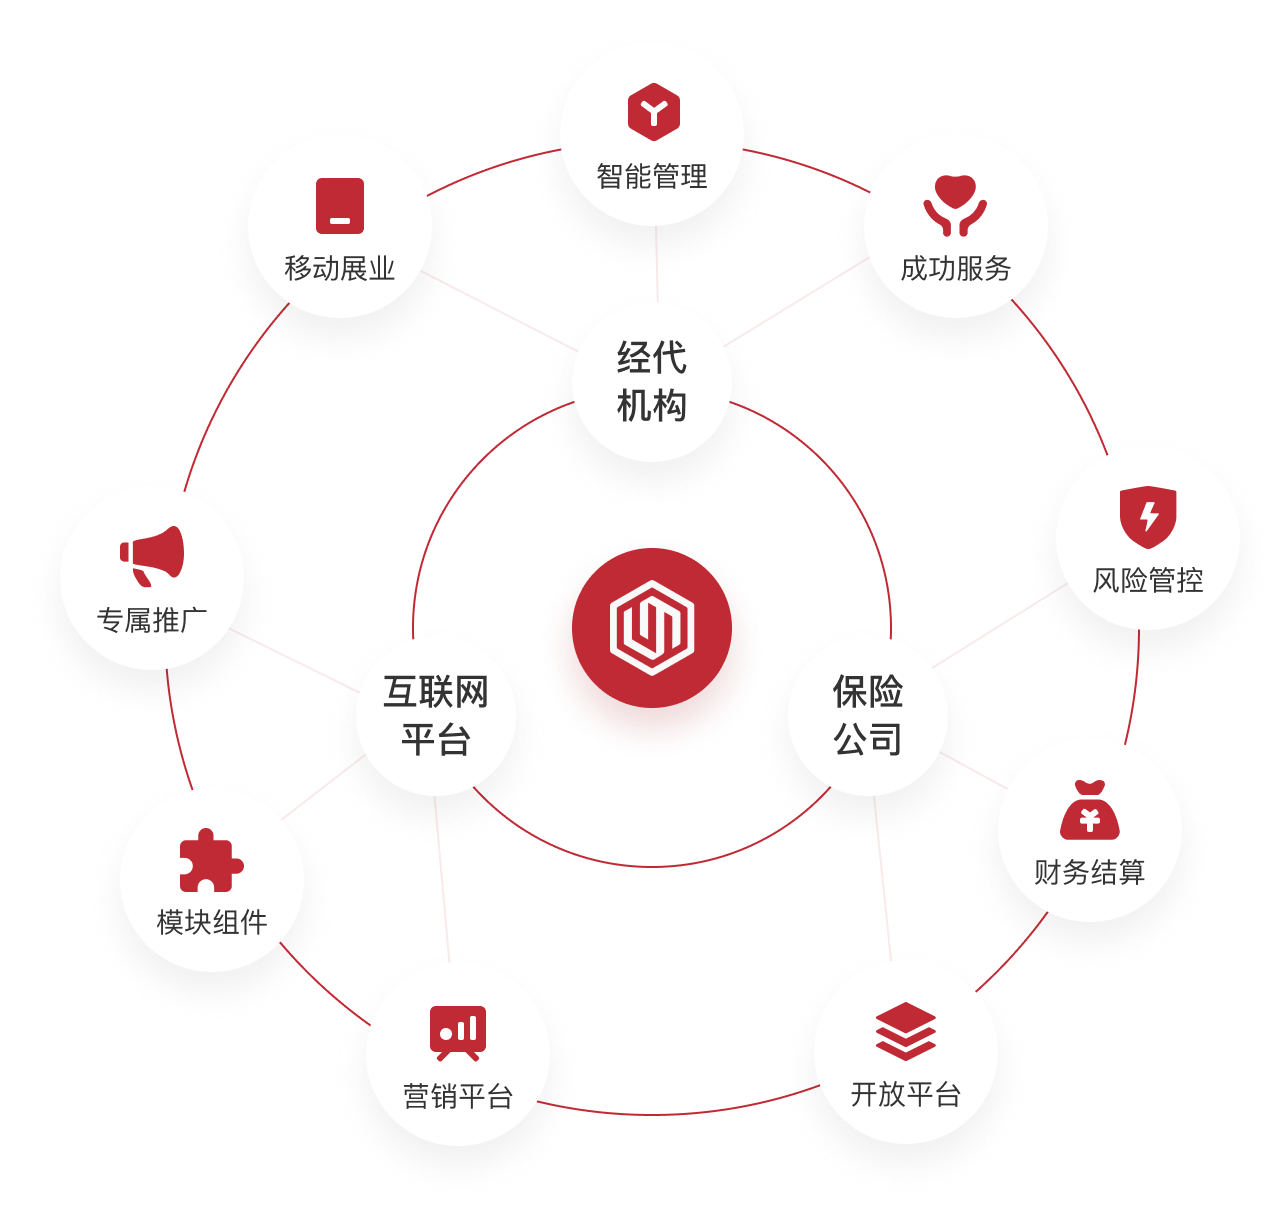 智能管理
移动展业
成功服务
经代
机构
风险管控
专属推广
互联网
平台
保险
公司
财务结算
模块组件
营销平台
开放平台